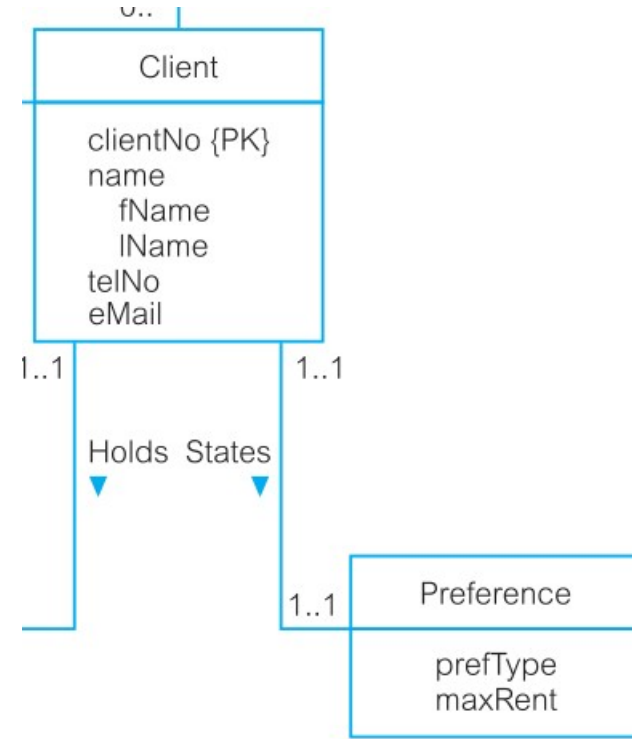 0..
Client
clientNo {PK}
name
fName
lName
telNo
eMail
1..1 1..1
Holds States
1..1
Preference
prefType
maxRent